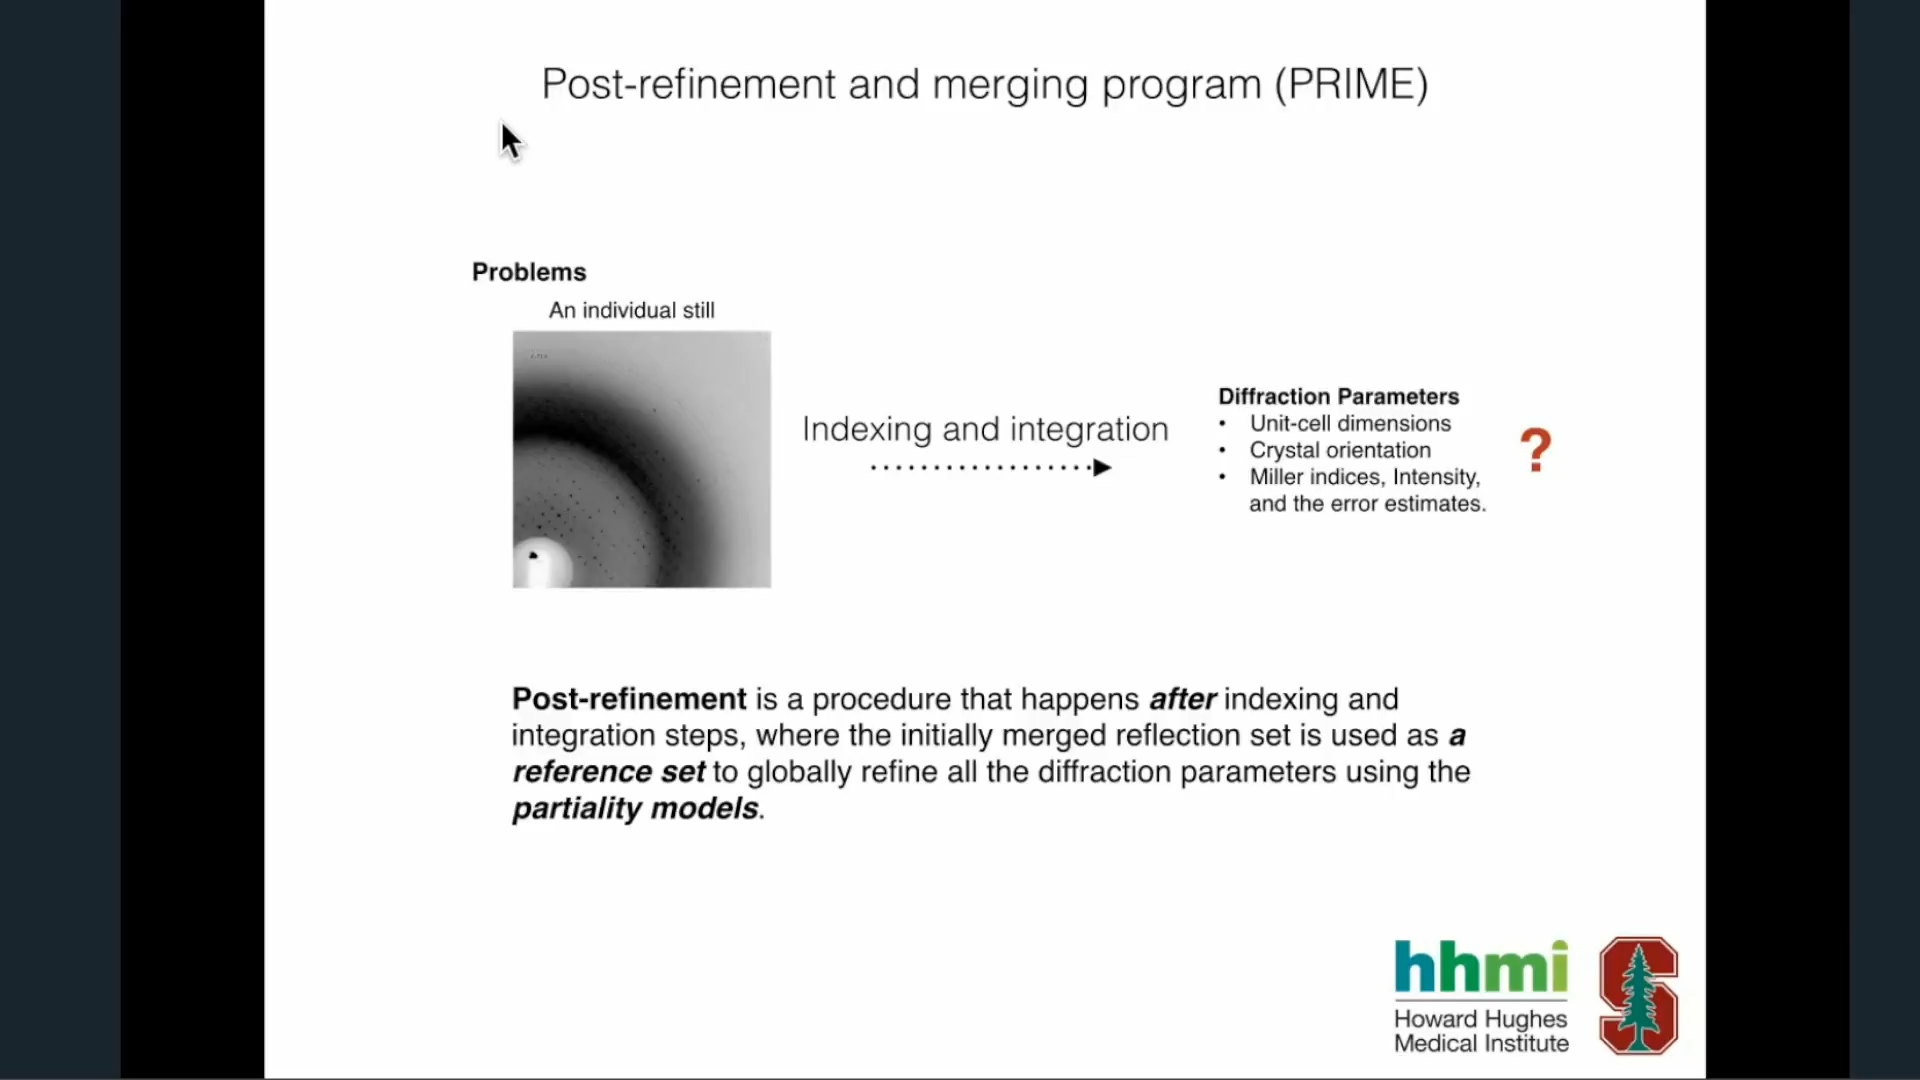 Post-refinement and merging program (PRIME)
Problems
An individual still
Indexing and integration
Diffraction Parameters
• Unit-cell dimensions
• Crystal orientation
• Miller indices, Intensity,
and the error estimates.
?
Post-refinement is a procedure that happens after indexing and
integration steps, where the initially merged reflection set is used as a
reference set to globally refine all the diffraction parameters using the
partiality models.
hhmi
Howard Hughes
Medical Institute
S